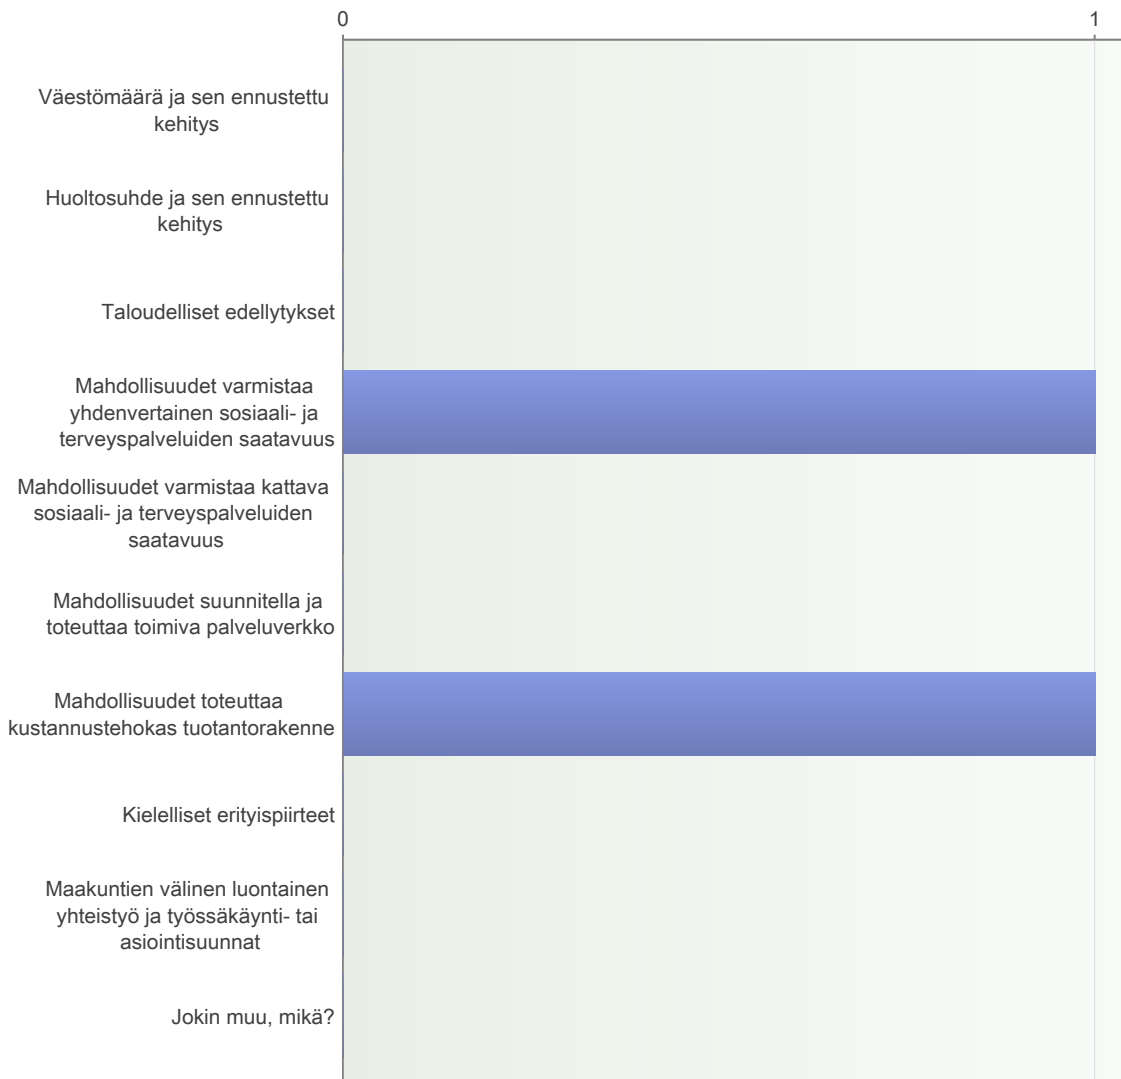 0
1
Väestömäärä ja sen ennustettu
kehitys
Huoltosuhde ja sen ennustettu
kehitys
Taloudelliset edellytykset
Mahdollisuudet varmistaa
yhdenvertainen sosiaali- ja
terveyspalveluiden saatavuus
Mahdollisuudet varmistaa kattava
sosiaali- ja terveyspalveluiden
saatavuus
Mahdollisuudet suunnitella ja
toteuttaa toimiva palveluverkko
Mahdollisuudet toteuttaa
kustannustehokas tuotantorakenne
Kielelliset erityispiirteet
Maakuntien välinen luontainen
yhteistyö ja työssäkäynti- tai
asiointisuunnat
Jokin muu, mikä?